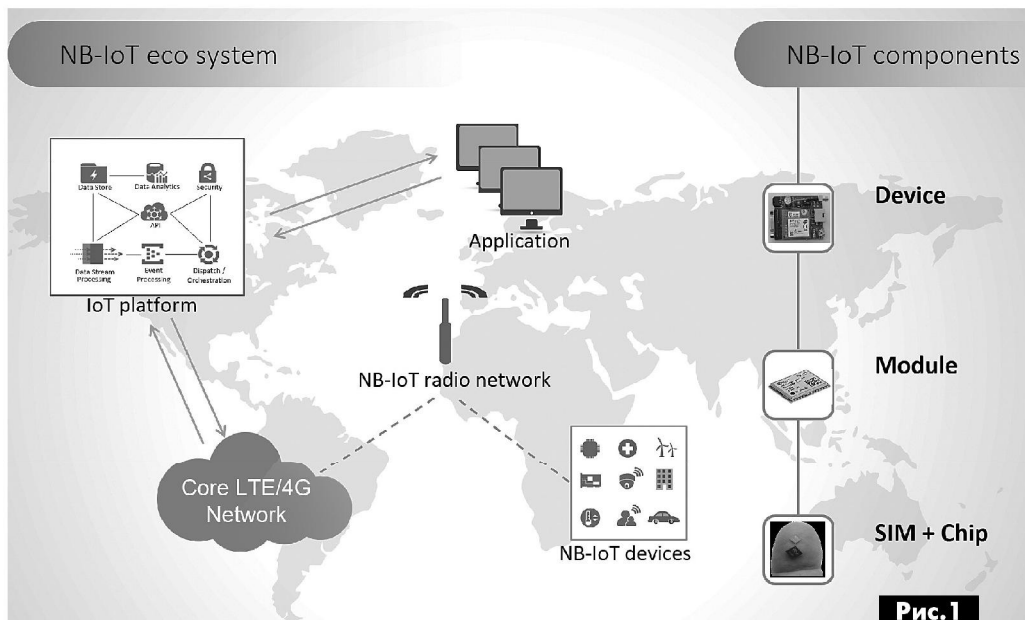 NB-IoT eco system
NB-IoT components
Data Store
Data Analytics
Security
API
Data Stream
Processing
Event
Processing
Dispatch /
Orchestration
IoT platform
Application
NB-IoT radio network
Core LTE/4G
Network
NB-IoT devices
Device
Module
SIM + Chip
Рис.1